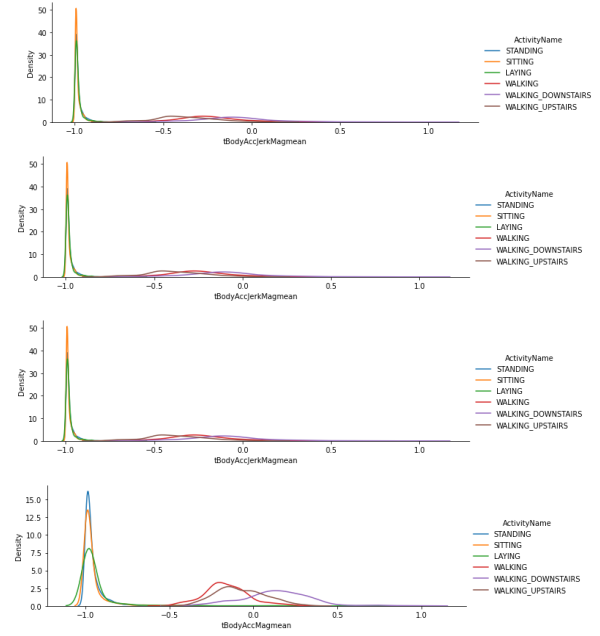 50
40
30
20
10
0
Density
−1.0 −0.5 0.0 0.5 1.0
tBodyAccJerkMagmean
ActivityName
STANDING
SITTING
LAYING
WALKING
WALKING_DOWNSTAIRS
WALKING_UPSTAIRS
50
40
30
20
10
0
Density
−1.0 −0.5 0.0 0.5 1.0
tBodyAccJerkMagmean
ActivityName
STANDING
SITTING
LAYING
WALKING
WALKING_DOWNSTAIRS
WALKING_UPSTAIRS
50
40
30
20
10
0
Density
−1.0 −0.5 0.0 0.5 1.0
tBodyAccJerkMagmean
ActivityName
STANDING
SITTING
LAYING
WALKING
WALKING_DOWNSTAIRS
WALKING_UPSTAIRS
15.0
12.5
10.0
7.5
5.0
2.5
0.0
Density
−1.0 −0.5 0.0 0.5 1.0
tBodyAccMagmean
ActivityName
STANDING
SITTING
LAYING
WALKING
WALKING_DOWNSTAIRS
WALKING_UPSTAIRS